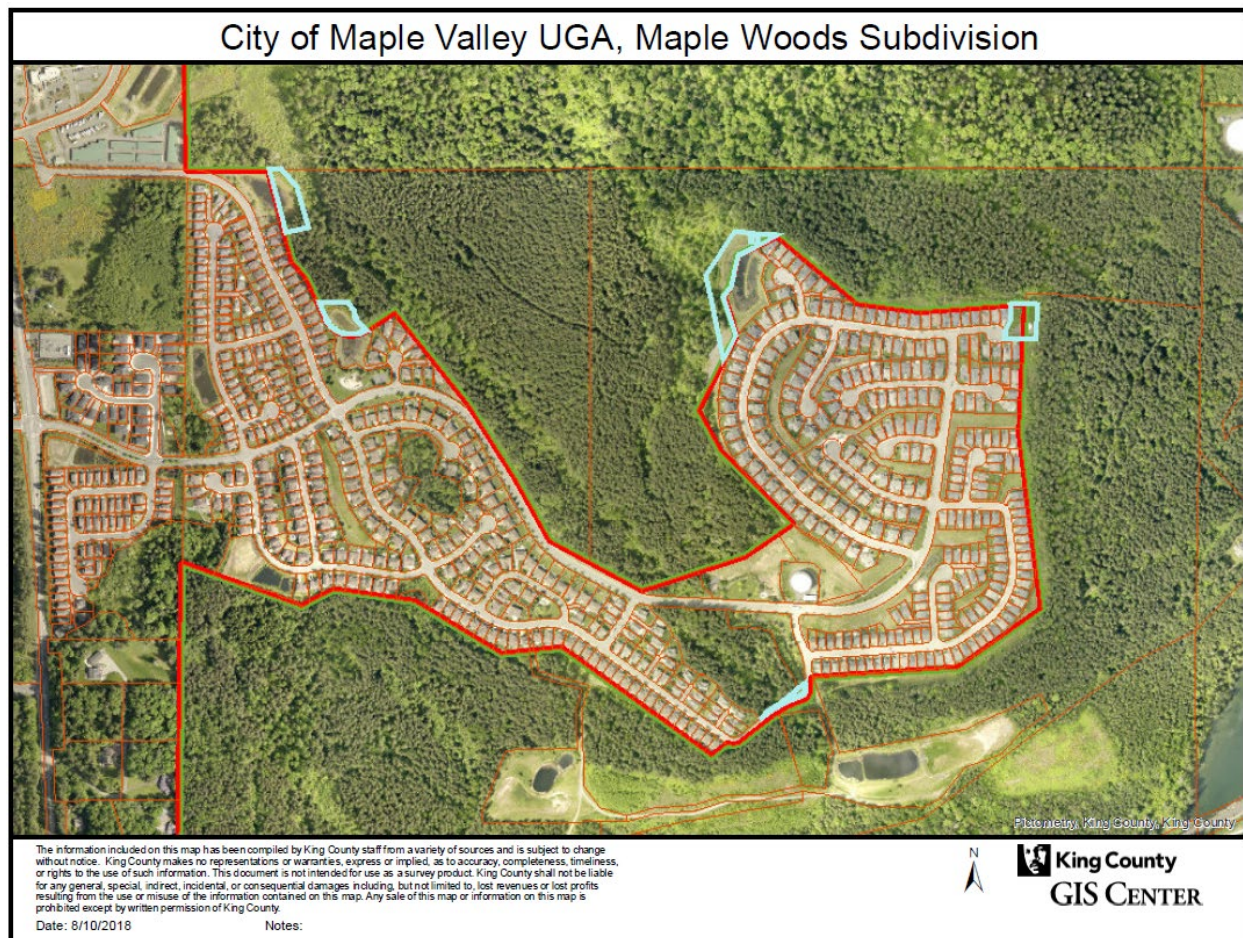 City of Maple Valley UGA, Maple Woods Subdivision
Pictometry, King County, King County
The information included on this map has been compiled by King County staff from a variety of sources and is subject to change
without notice. King County makes no representations or warranties, express or implied, as to accuracy, completeness, timeliness,
or rights to the use of such information. This document is not intended for use as a survey product. King County shall not be liable
for any general, special, indirect, incidental, or consequential damages including, but not limited to, lost revenues or lost profits
resulting from the use or misuse of the information contained on this map. Any sale of this map or information on this map is
prohibited except by written permission of King County.
Date: 8/10/2018 Notes:
N
King County
GIS CENTER